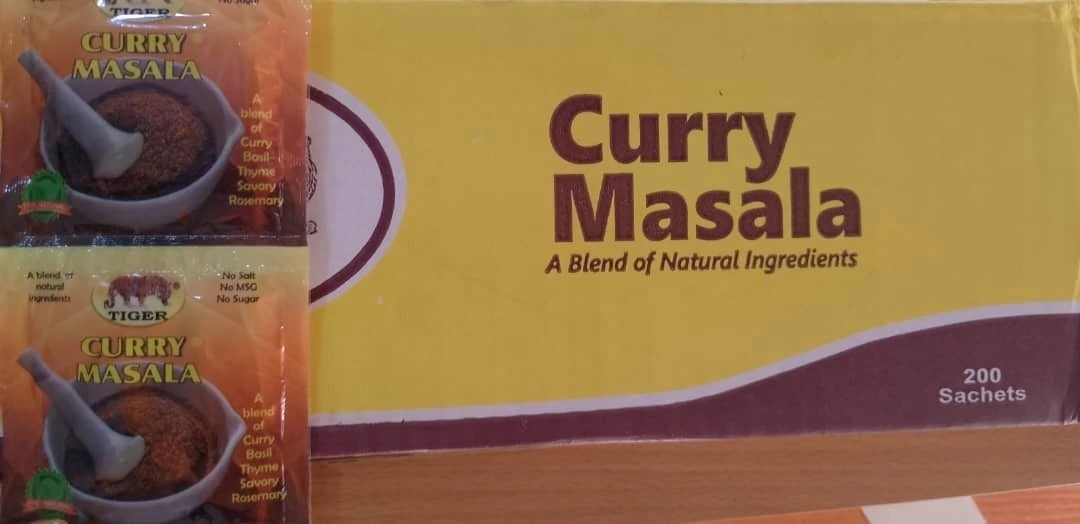 TIGER
CURRY
MASALA
A
blend
of
Curry
Basil
Thyme
Savory
Rosemary
A blend of
natural
ingredients
TIGER
®
No Salt
No MSG
No Sugar
CURRY
MASALA
A
blend
of
Curry
Basil
Thyme
Savory
Rosemary
Curry
Masala
A Blend of Natural Ingredients
200
Sachets